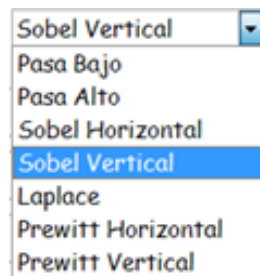 Sobel Vertical
Pasa Bajo
Pasa Alto
Sobel Horizontal
Sobel Vertical
Laplace
Prewitt Horizontal
Prewitt Vertical